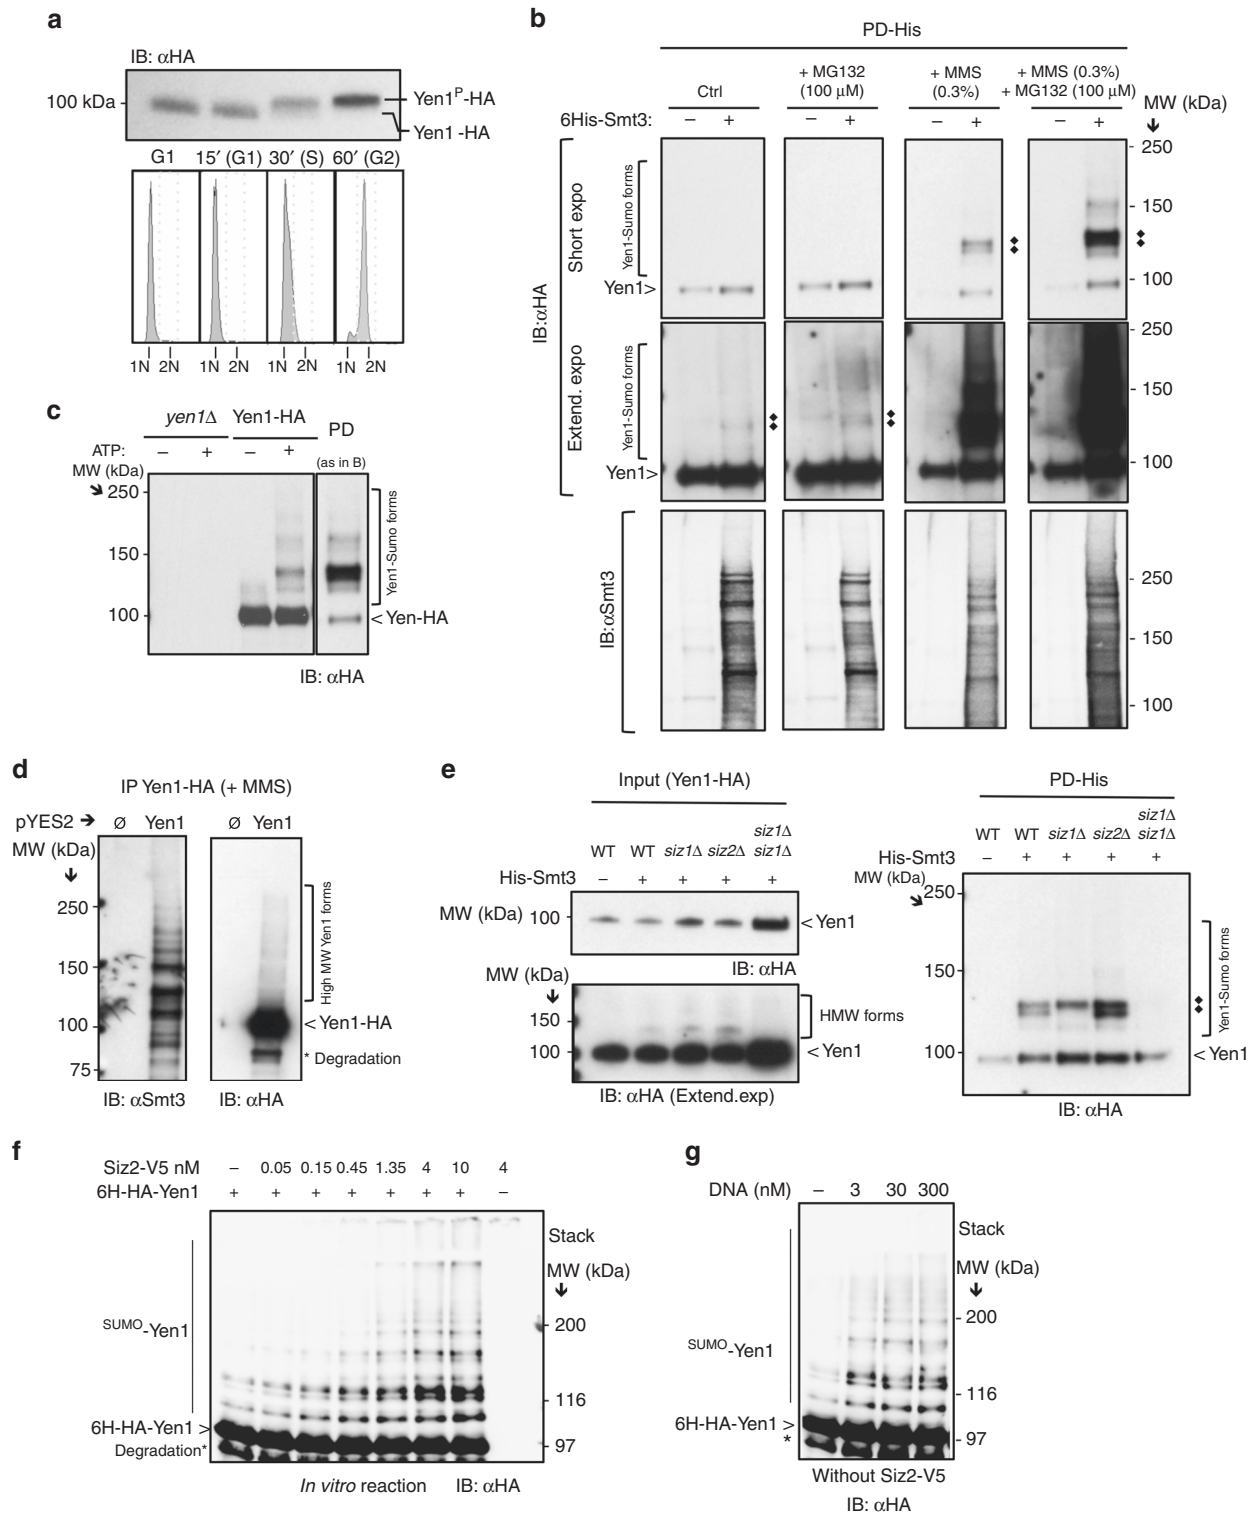 a
IB: αHA
100 kDa
Yen1ᴾ-HA
Yen1 -HA
G1 15′ (G1) 30′ (S) 60′ (G2)
1N 2N 1N 2N 1N 2N 1N 2N
b
PD-His
Ctrl
+ MG132
(100 μM)
+ MMS
(0.3%)
+ MMS (0.3%)
+ MG132 (100 μM)
MW (kDa)
6His-Smt3: – + – + – + – +
IB:αHA
Short expo
Yen1-Sumo forms
Yen1>
250
150
100
Extend. expo
Yen1-Sumo forms
Yen1>
250
150
100
IB:αSmt3
250
150
100
c
yen1Δ Yen1-HA PD
ATP: – + – + (as in B)
MW (kDa)
250
150
100
Yen1-Sumo forms
< Yen-HA
IB: αHA
d
IP Yen1-HA (+ MMS)
pYES2 ➔ Ø Yen1 Ø Yen1
MW (kDa)
250
150
100
75
High MW Yen1 forms
< Yen1-HA
* Degradation
IB: αSmt3 IB: αHA
e
Input (Yen1-HA)
WT WT siz1Δ siz2Δ siz1Δ siz1Δ
His-Smt3 – + + + +
MW (kDa) 100
< Yen1
IB: αHA
MW (kDa)
150
100
HMW forms
< Yen1
IB: αHA (Extend.exp)
PD-His
WT WT siz1Δ siz2Δ siz1Δ siz1Δ
His-Smt3 – + + + +
MW (kDa)
250
150
100
Yen1-Sumo forms
< Yen1
IB: αHA
f
Siz2-V5 nM – 0.05 0.15 0.45 1.35 4 10 4
6H-HA-Yen1 + + + + + + + –
Stack
MW (kDa)
SUMO-Yen1
200
116
97
6H-HA-Yen1 >
Degradation*
In vitro reaction IB: αHA
g
DNA (nM) – 3 30 300
Stack
MW (kDa)
SUMO-Yen1
200
116
97
6H-HA-Yen1 >
*
Without Siz2-V5
IB: αHA